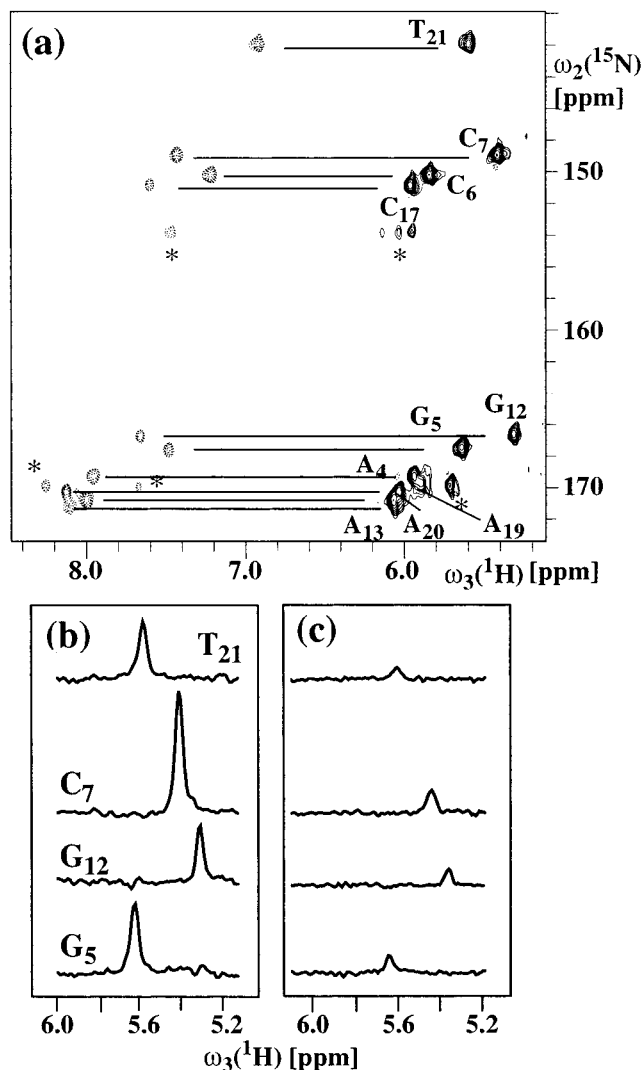 (a)
T21
ω2(15N)
[ppm]
C7
150
C6
C17
*
*
160
G5
G12
*
A4
*
170
*
A13
A20
A19
8.0
7.0
6.0
ω3(1H) [ppm]
(b)
(c)
T21
C7
G12
G5
6.0
5.6
5.2
6.0
5.6
5.2
ω3(1H) [ppm]